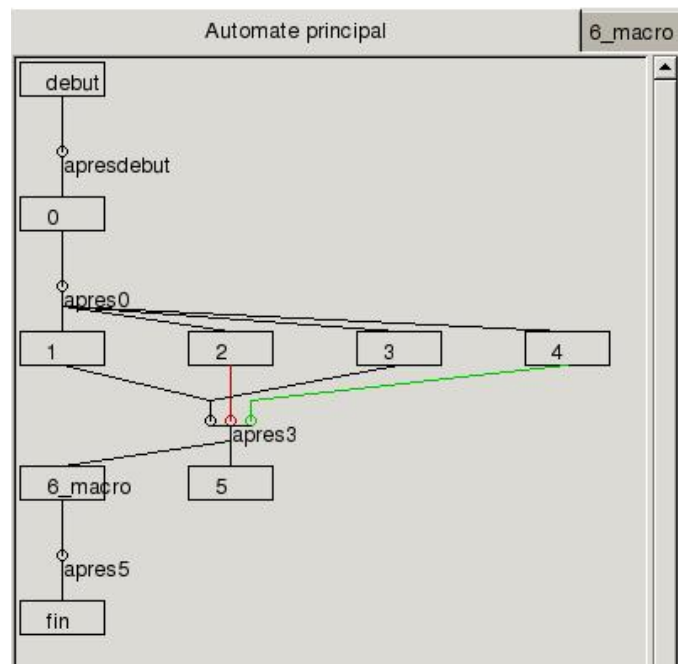 Automate principal
6_macro
debut
apresdebut
0
apres0
1
2
3
4
apres3
6_macro
5
apres5
fin